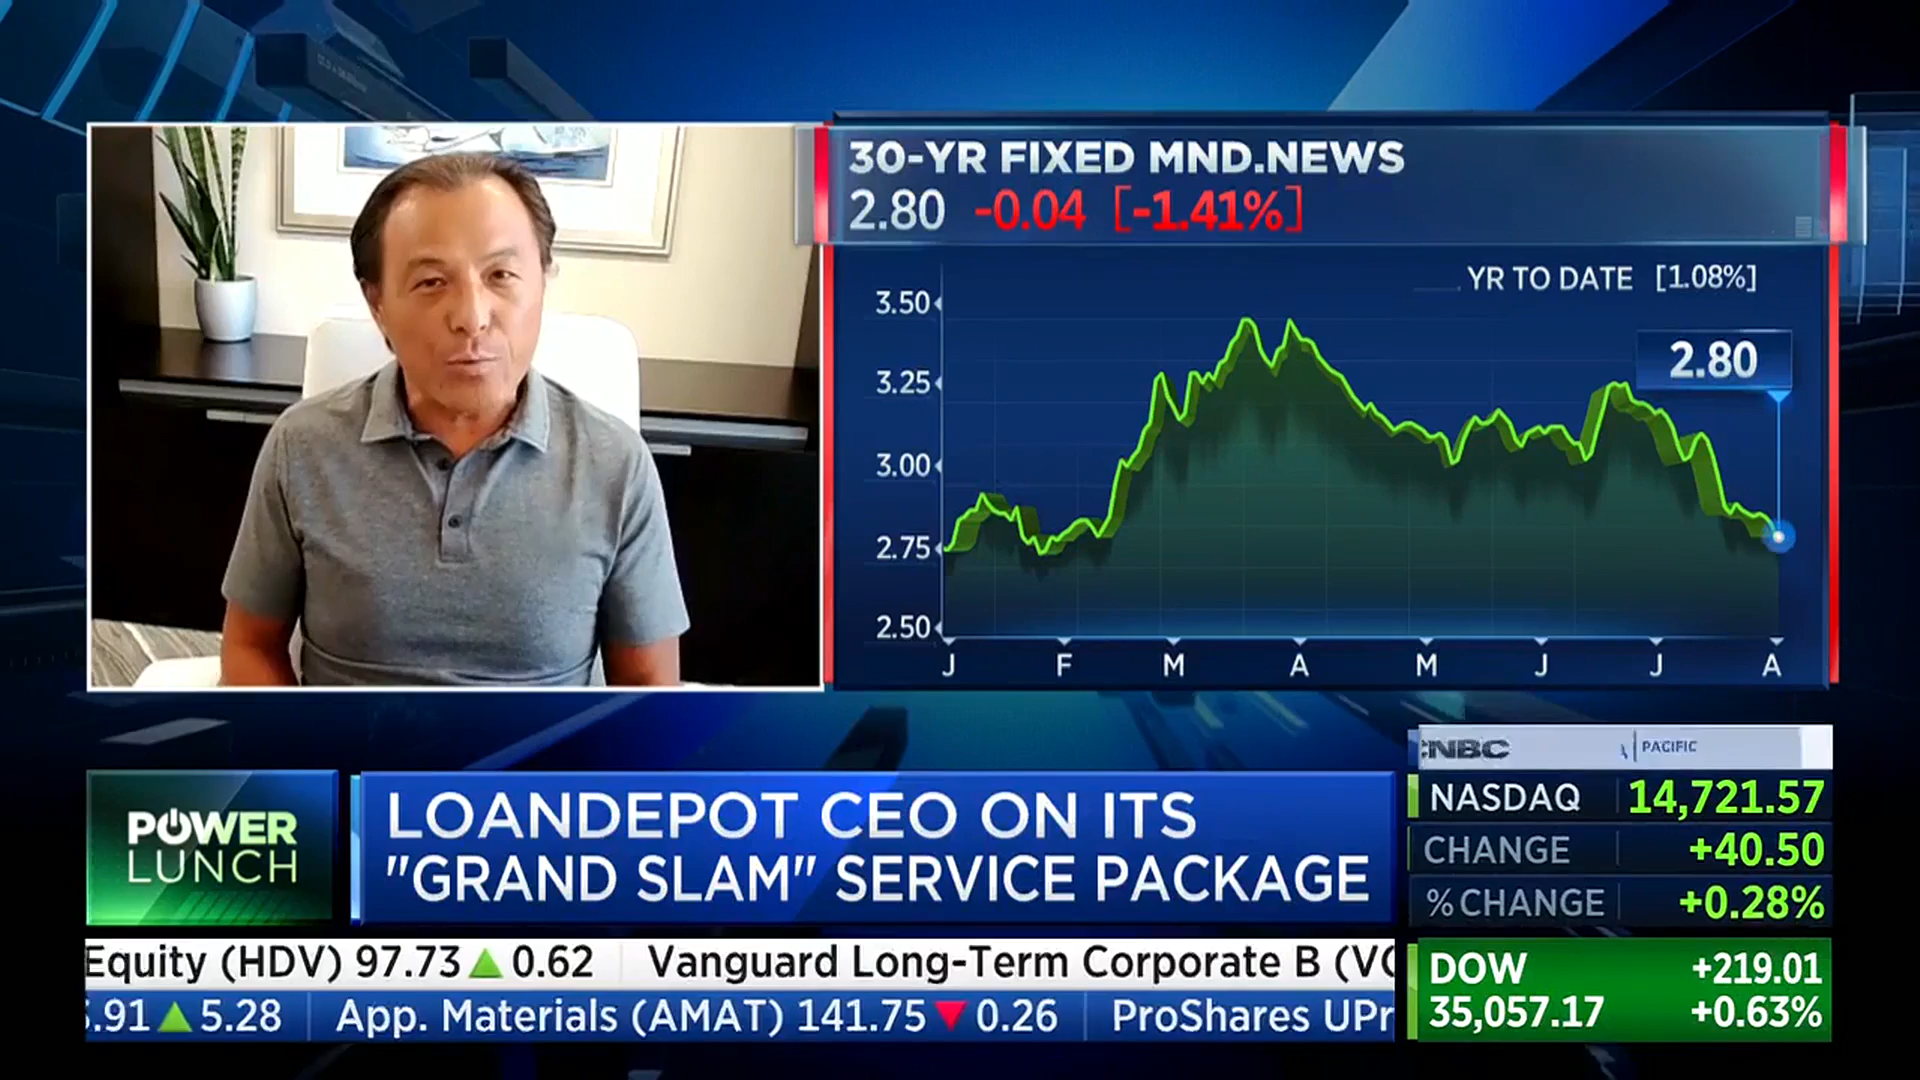 30-YR FIXED MND.NEWS
2.80 -0.04 [-1.41%]
YR TO DATE [1.08%]
3.50
3.25
3.00
2.75
2.50
2.80
J F M A M J J A
CNBC PACIFIC
NASDAQ 14,721.57
CHANGE +40.50
% CHANGE +0.28%
DOW +219.01
35,057.17 +0.63%
POWER
LUNCH
LOANDEPOT CEO ON ITS
"GRAND SLAM" SERVICE PACKAGE
Equity (HDV) 97.73 ▲ 0.62 Vanguard Long-Term Corporate B (VC
.91 ▲ 5.28 App. Materials (AMAT) 141.75 ▼ 0.26 ProShares UPr